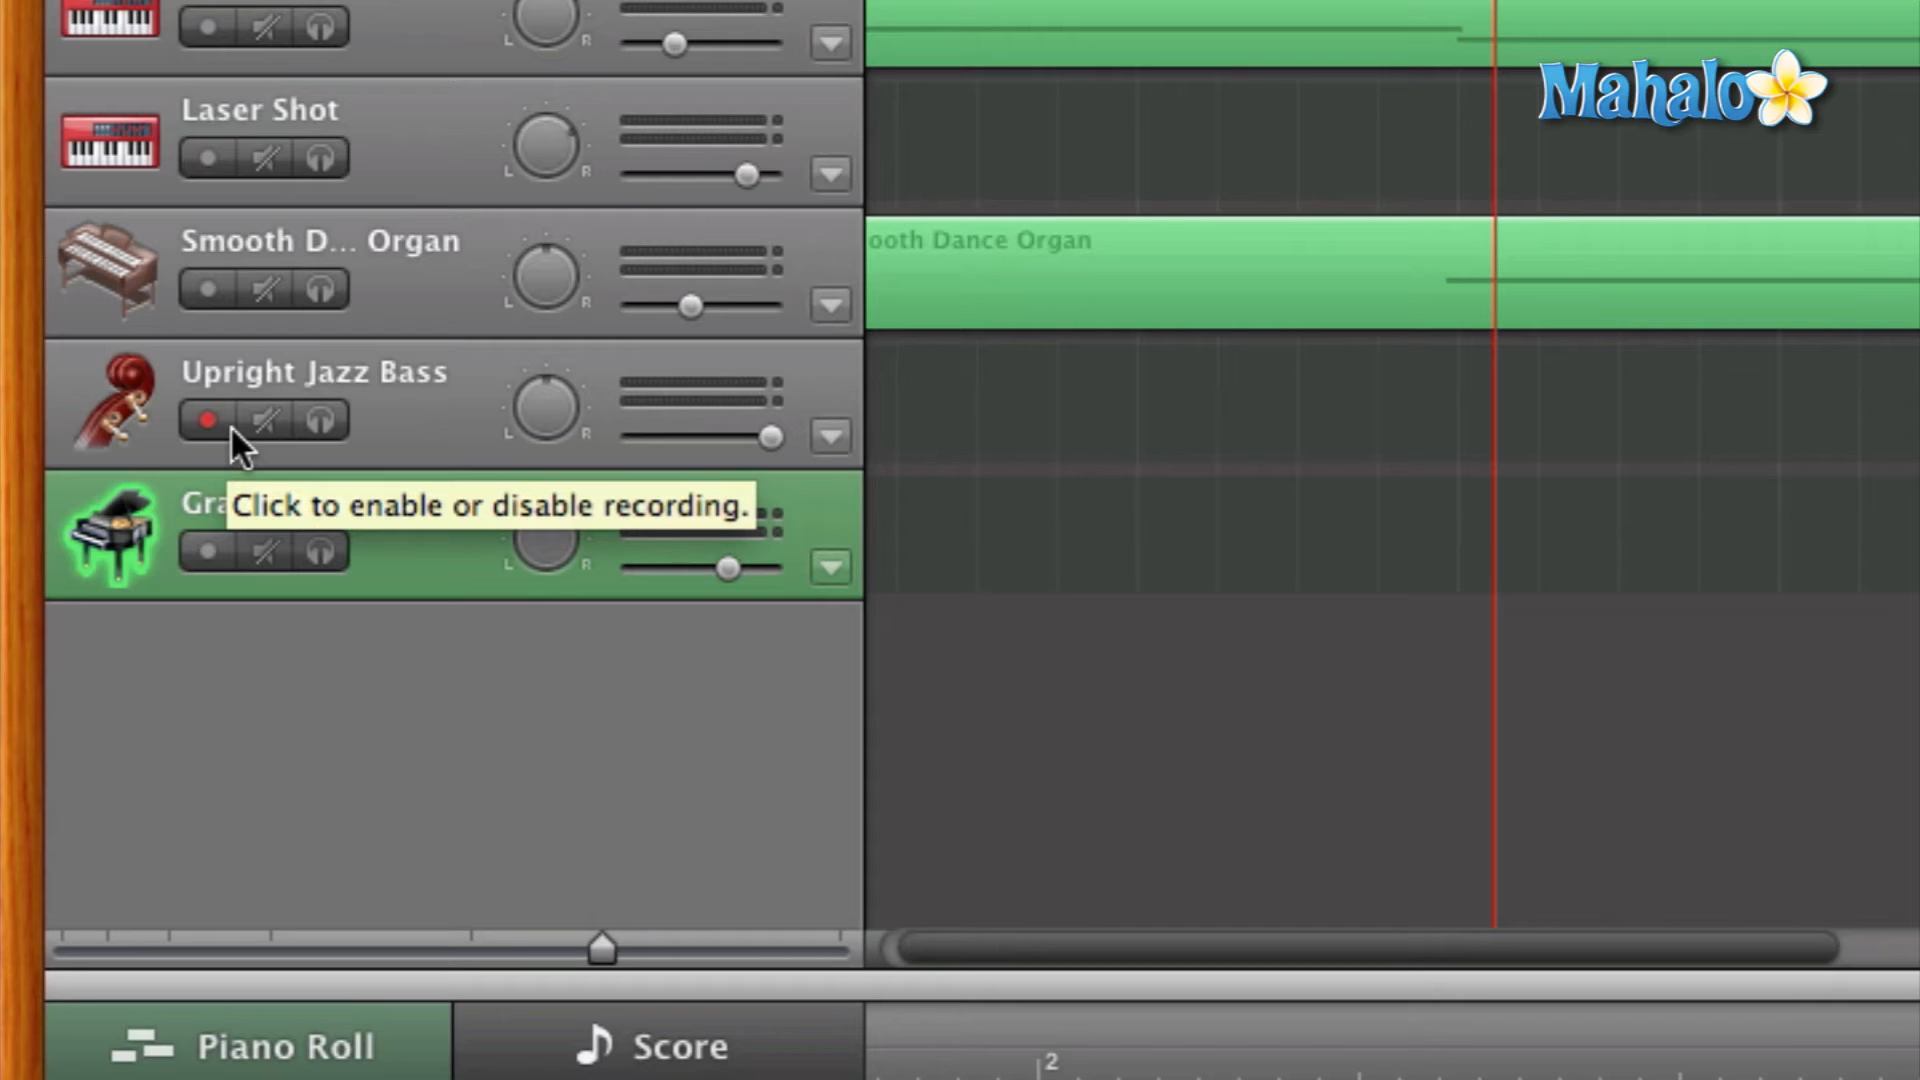 Mahalo
Laser Shot
L R
Smooth D... Organ
ooth Dance Organ
L R
Upright Jazz Bass
L R
Gra
Click to enable or disable recording.
L R
L R
Piano Roll
Score
2